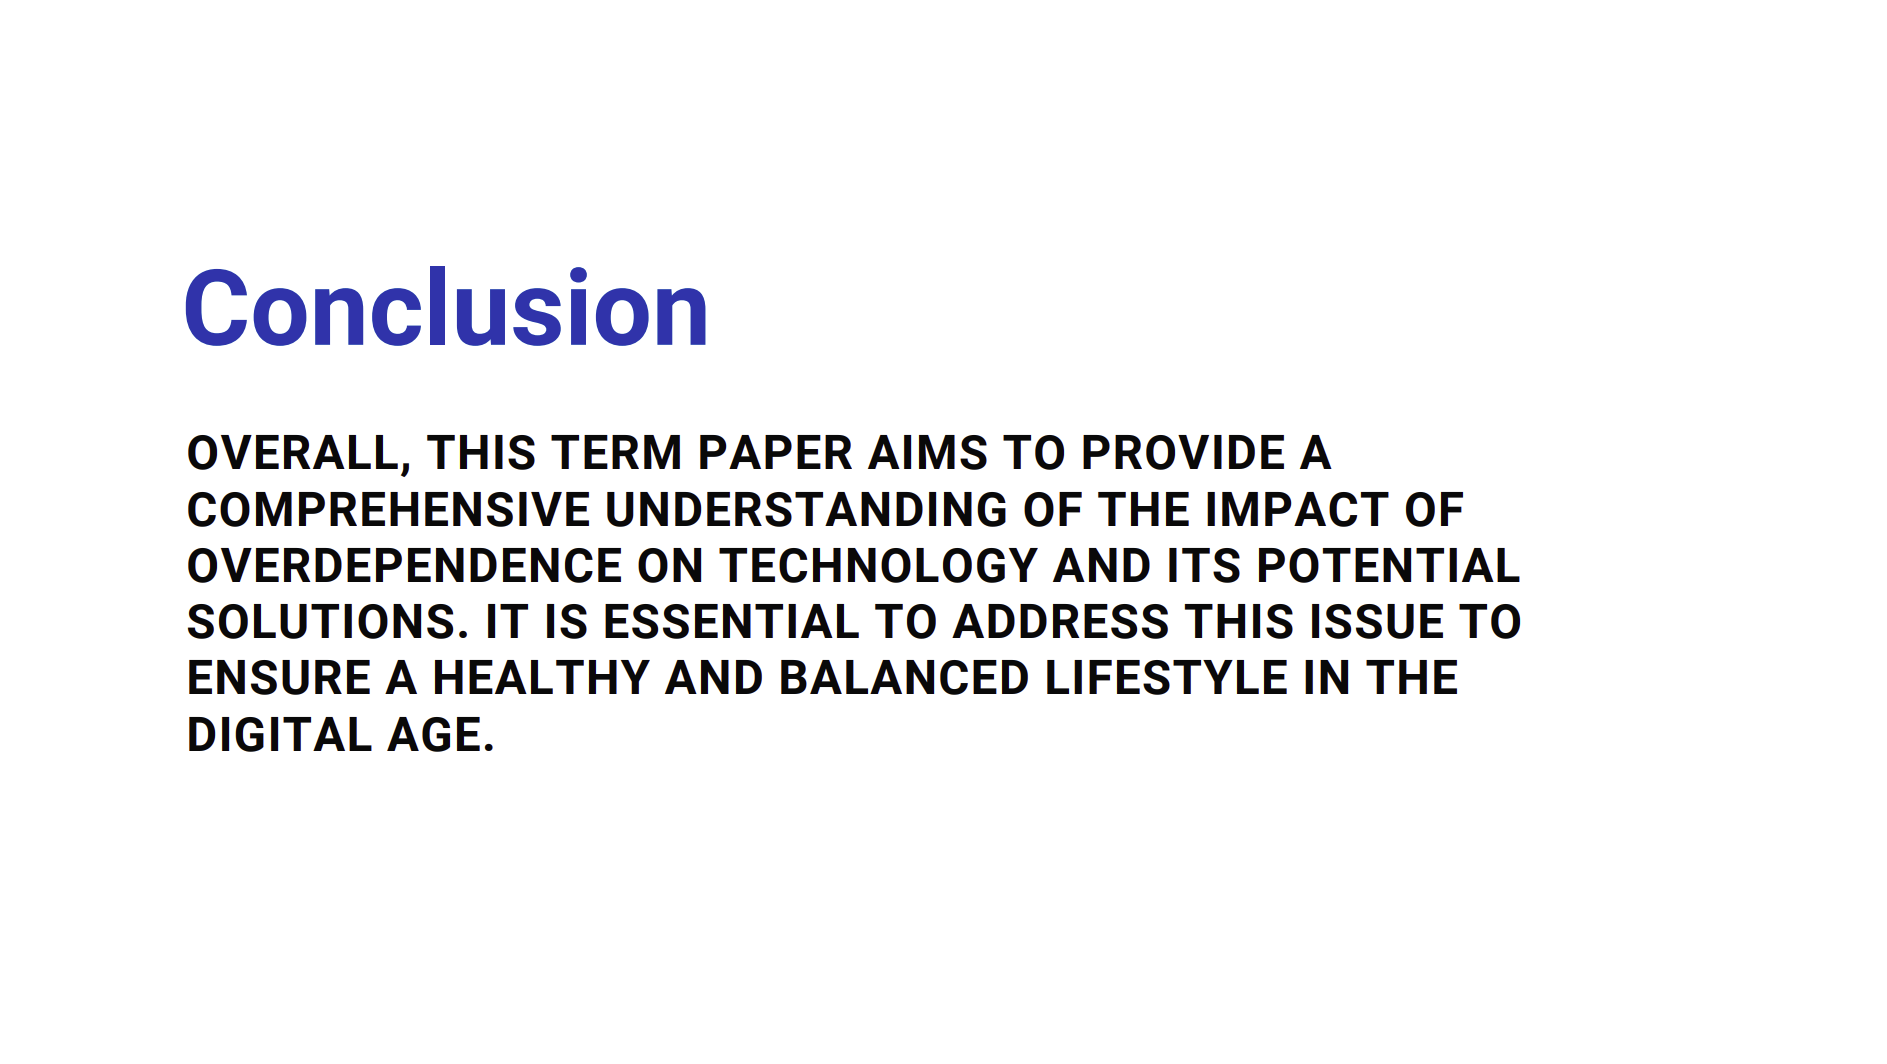 Conclusion
OVERALL, THIS TERM PAPER AIMS TO PROVIDE A
COMPREHENSIVE UNDERSTANDING OF THE IMPACT OF
OVERDEPENDENCE ON TECHNOLOGY AND ITS POTENTIAL
SOLUTIONS. IT IS ESSENTIAL TO ADDRESS THIS ISSUE TO
ENSURE A HEALTHY AND BALANCED LIFESTYLE IN THE
DIGITAL AGE.